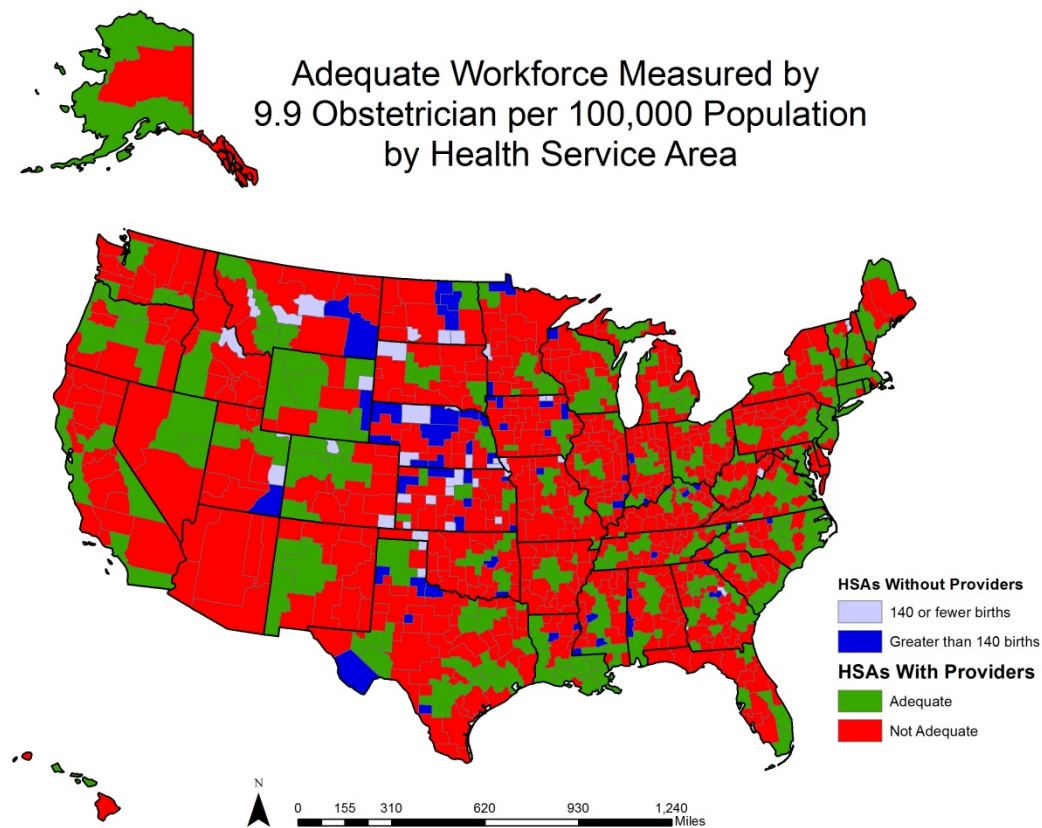 Adequate Workforce Measured by
9.9 Obstetrician per 100,000 Population
by Health Service Area
HSAs Without Providers
140 or fewer births
Greater than 140 births
HSAs With Providers
Adequate
Not Adequate
N
0 155 310 620 930 1,240
Miles